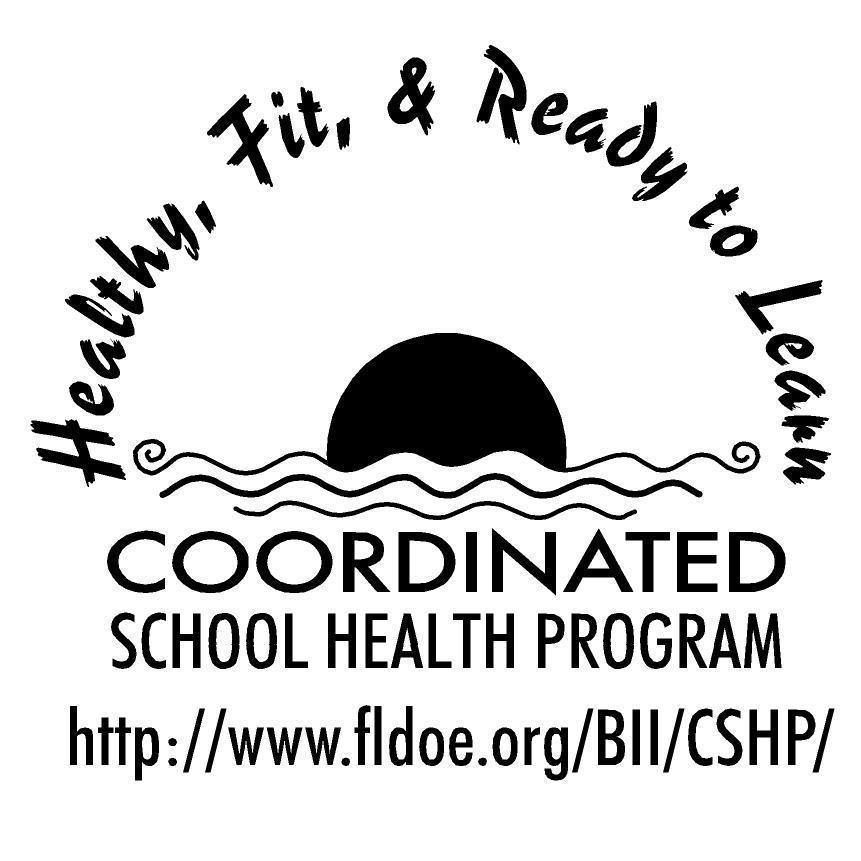 Healthy, Fit, & Ready to Learn
COORDINATED
SCHOOL HEALTH PROGRAM
http://www.fldoe.org/BII/CSHP/